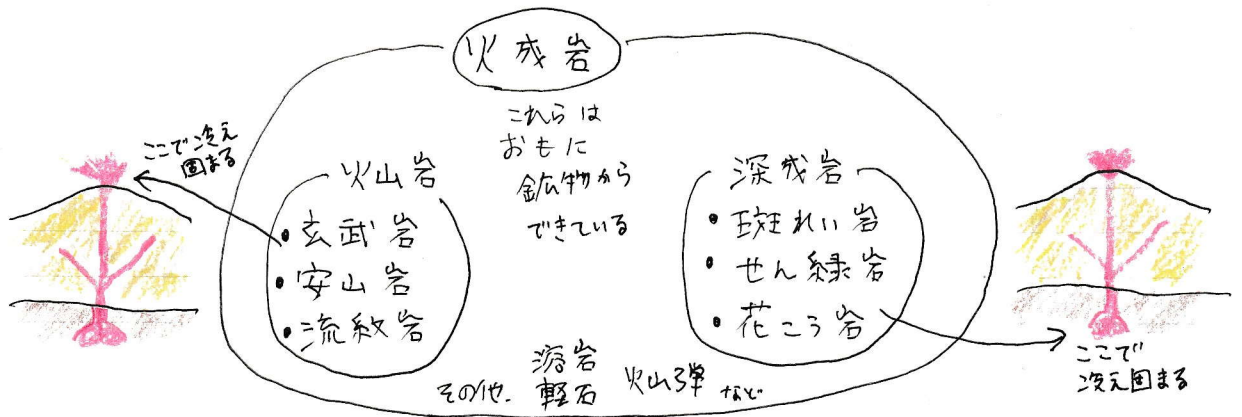 火成岩
これらは
おもに
鉱物から
できている
ここで冷え
固まる
火山岩
• 玄武岩
• 安山岩
• 流紋岩
深成岩
• 斑れい岩
• せん緑岩
• 花こう岩
ここで
冷え固まる
その他. 溶岩 軽石 火山弾 など